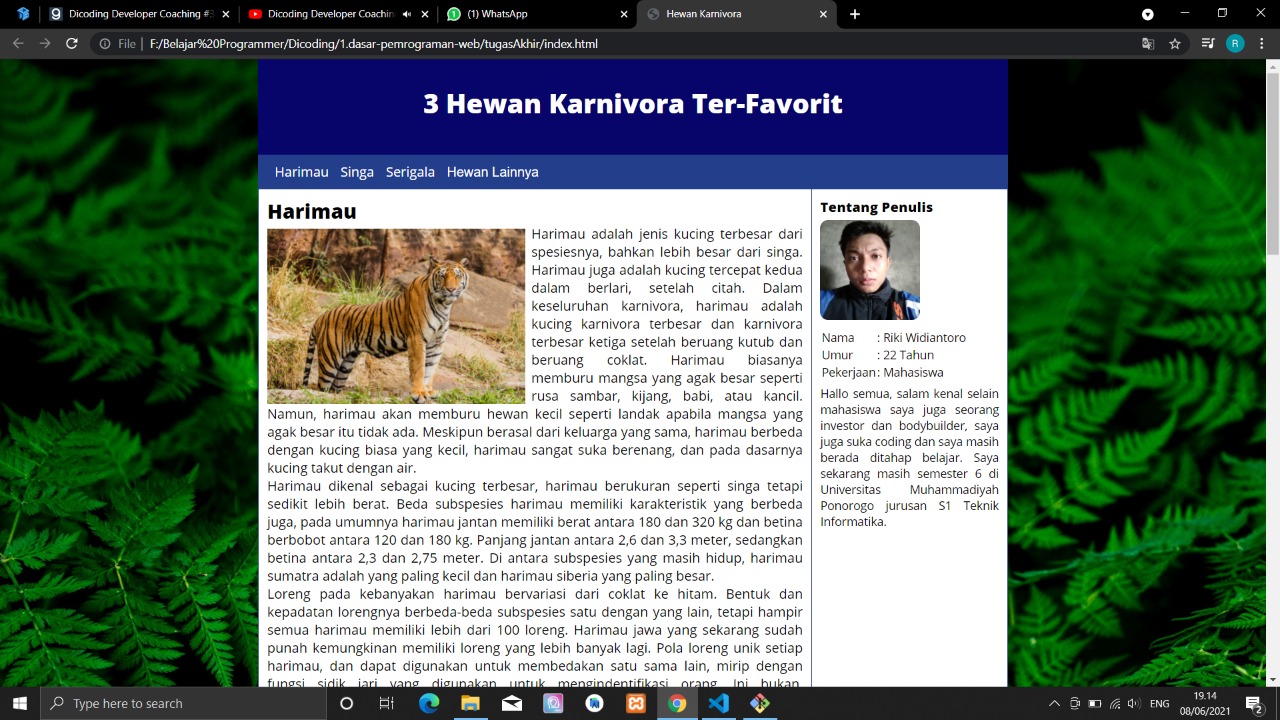 Dicoding Developer Coaching #3
Dicoding Developer Coachin
(1) WhatsApp
Hewan Karnivora
File
F:/Belajar%20Programmer/Dicoding/1.dasar-pemrograman-web/tugasAkhir/index.html
R
3 Hewan Karnivora Ter-Favorit
Harimau Singa Serigala Hewan Lainnya
Harimau
Harimau adalah jenis kucing terbesar dari
spesiesnya, bahkan lebih besar dari singa.
Harimau juga adalah kucing tercepat kedua
dalam berlari, setelah citah. Dalam
keseluruhan karnivora, harimau adalah
kucing karnivora terbesar dan karnivora
terbesar ketiga setelah beruang kutub dan
beruang coklat. Harimau biasanya
memburu mangsa yang agak besar seperti
rusa sambar, kijang, babi, atau kancil.
Namun, harimau akan memburu hewan kecil seperti landak apabila mangsa yang
agak besar itu tidak ada. Meskipun berasal dari keluarga yang sama, harimau berbeda
dengan kucing biasa yang kecil, harimau sangat suka berenang, dan pada dasarnya
kucing takut dengan air.
Harimau dikenal sebagai kucing terbesar, harimau berukuran seperti singa tetapi
sedikit lebih berat. Beda subspesies harimau memiliki karakteristik yang berbeda
juga, pada umumnya harimau jantan memiliki berat antara 180 dan 320 kg dan betina
berbobot antara 120 dan 180 kg. Panjang jantan antara 2,6 dan 3,3 meter, sedangkan
betina antara 2,3 dan 2,75 meter. Di antara subspesies yang masih hidup, harimau
sumatra adalah yang paling kecil dan harimau siberia yang paling besar.
Loreng pada kebanyakan harimau bervariasi dari coklat ke hitam. Bentuk dan
kepadatan lorengnya berbeda-beda subspesies satu dengan yang lain, tetapi hampir
semua harimau memiliki lebih dari 100 loreng. Harimau jawa yang sekarang sudah
punah kemungkinan memiliki loreng yang lebih banyak lagi. Pola loreng unik setiap
harimau, dan dapat digunakan untuk membedakan satu sama lain, mirip dengan
fungsi sidik jari yang digunakan untuk mengindentifikasi orang. Ini bukan,
Tentang Penulis
Nama : Riki Widiantoro
Umur : 22 Tahun
Pekerjaan : Mahasiswa
Hallo semua, salam kenal selain
mahasiswa saya juga seorang
investor dan bodybuilder, saya
juga suka coding dan saya masih
berada ditahap belajar. Saya
sekarang masih semester 6 di
Universitas Muhammadiyah
Ponorogo jurusan S1 Teknik
Informatika.
Type here to search
ENG
19.14
08/06/2021
2